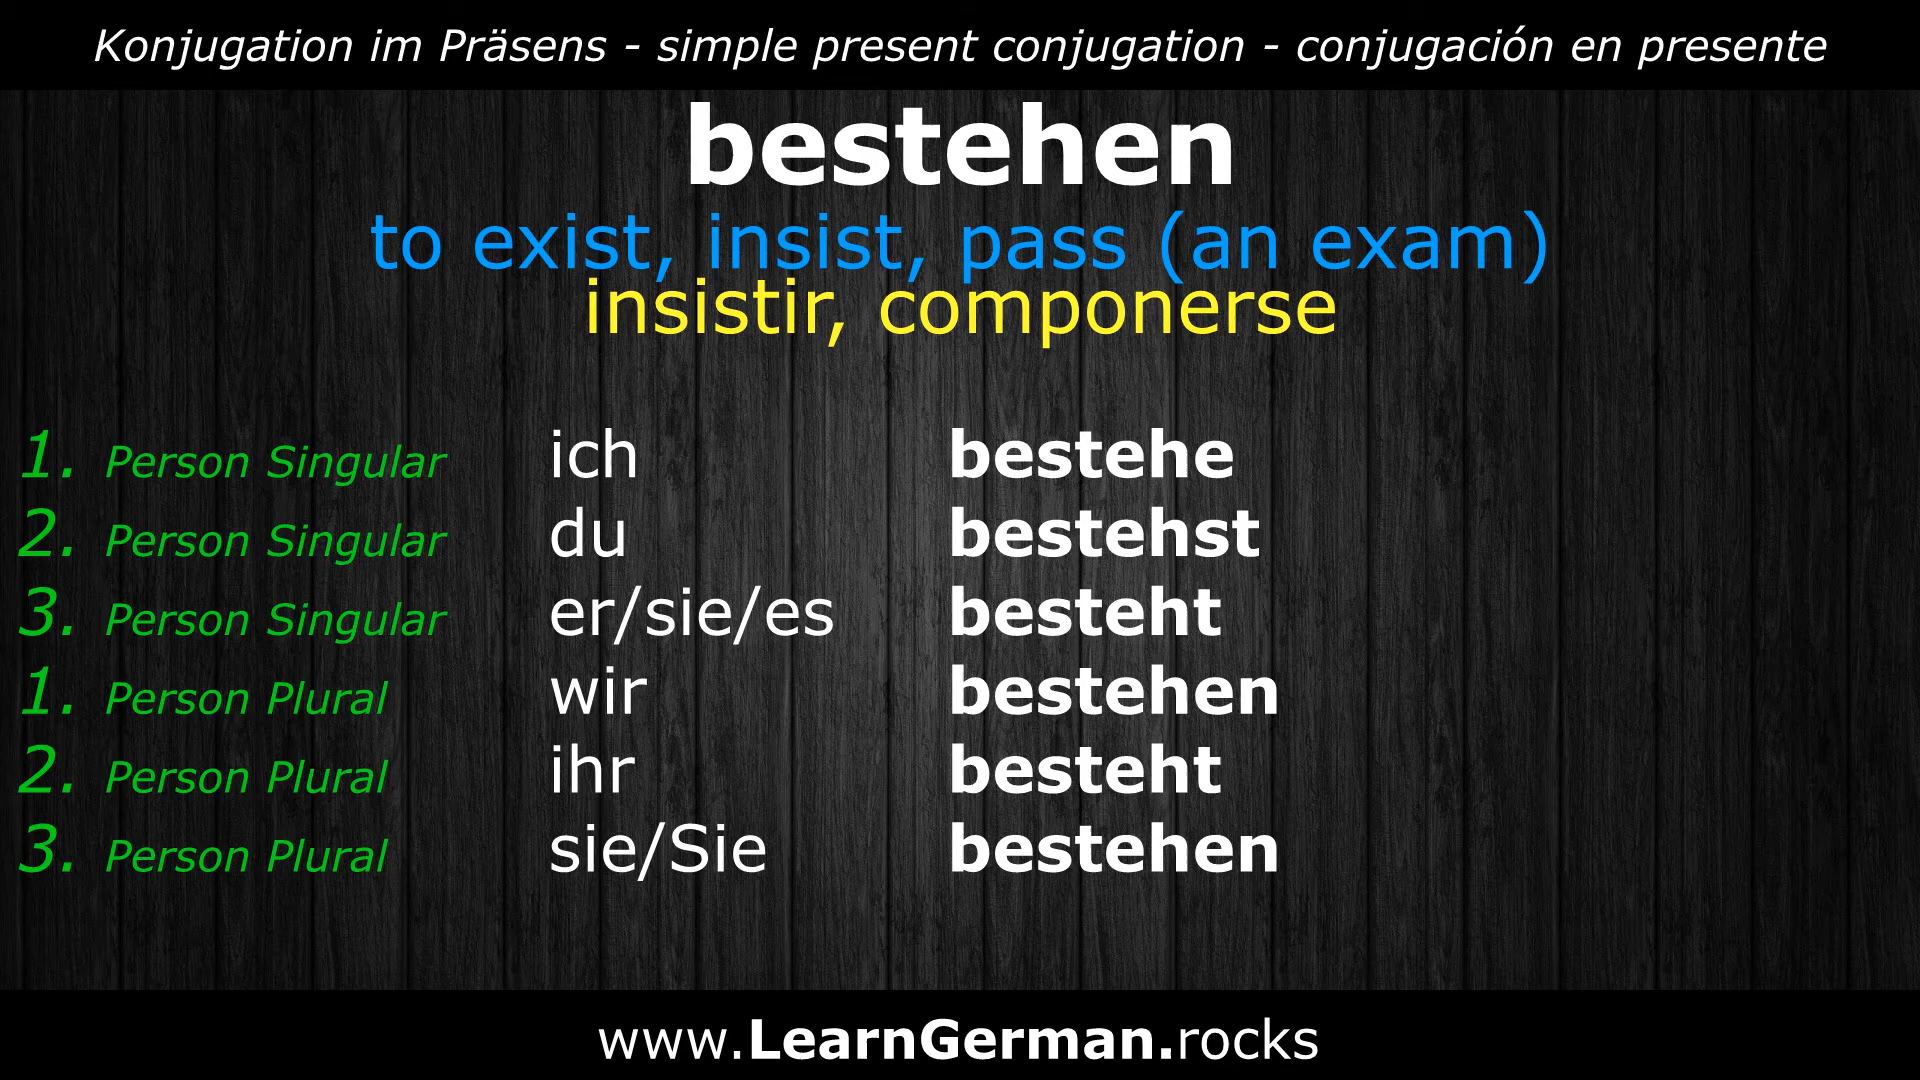 Konjugation im Präsens - simple present conjugation - conjugación en presente
bestehen
to exist, insist, pass (an exam)
insistir, componerse
1. Person Singular ich bestehe
2. Person Singular du bestehst
3. Person Singular er/sie/es besteht
1. Person Plural wir bestehen
2. Person Plural ihr besteht
3. Person Plural sie/Sie bestehen
www.LearnGerman.rocks